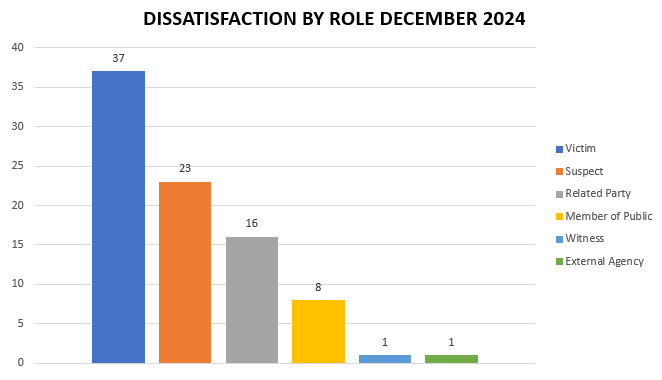 DISSATISFACTION BY ROLE DECEMBER 2024
40
35
30
25
20
15
10
5
0
37
23
16
8
1
1
Victim
Suspect
Related Party
Member of Public
Witness
External Agency